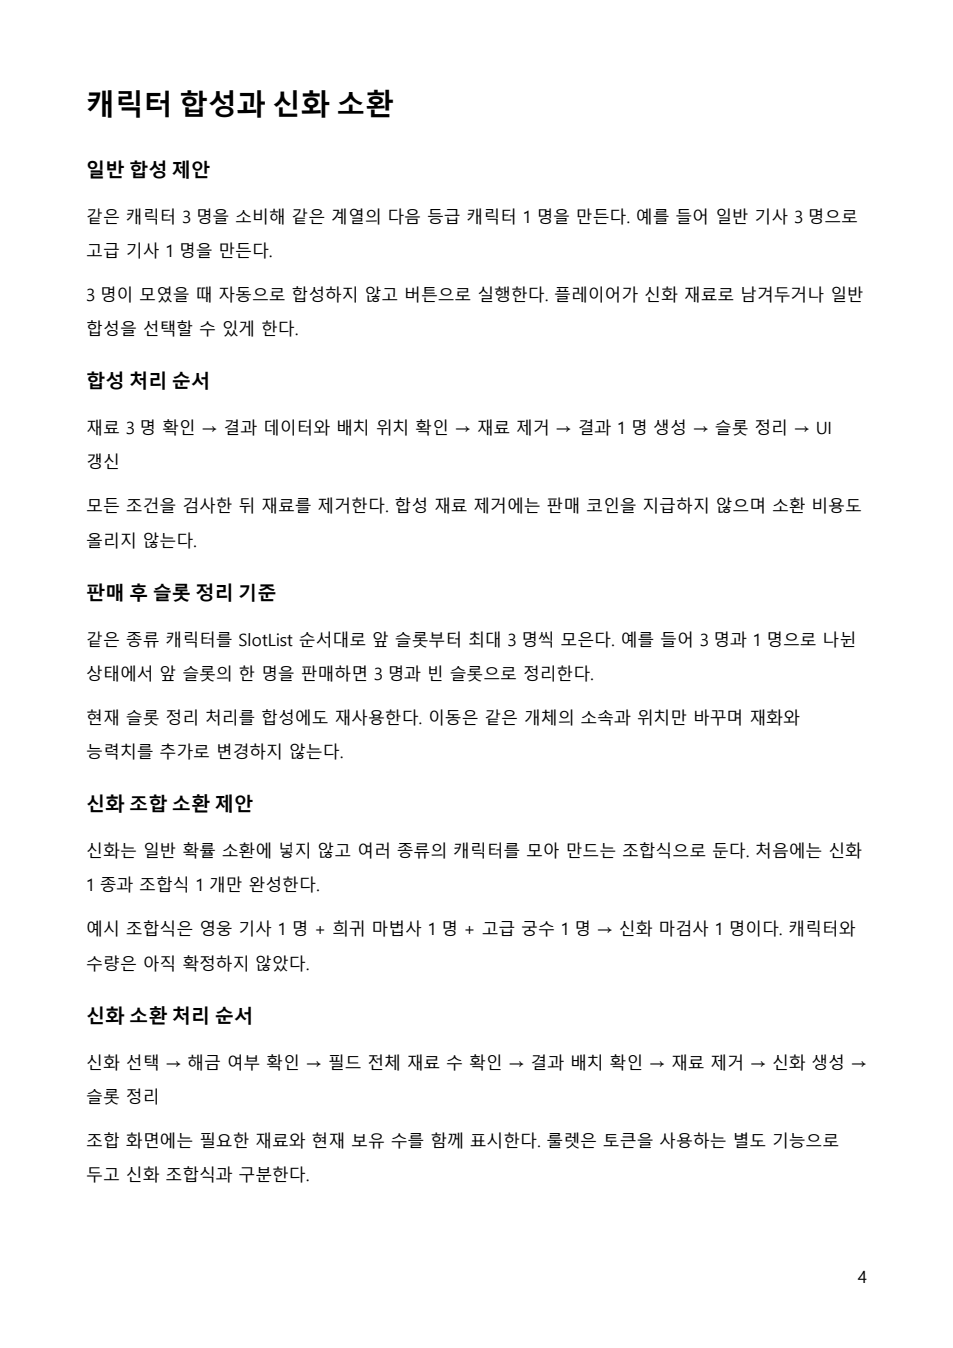 캐릭터 합성과 신화 소환
일반 합성 제안
같은 캐릭터 3 명을 소비해 같은 계열의 다음 등급 캐릭터 1 명을 만든다. 예를 들어 일반 기사 3 명으로
고급 기사 1 명을 만든다.
3 명이 모였을 때 자동으로 합성하지 않고 버튼으로 실행한다. 플레이어가 신화 재료로 남겨두거나 일반
합성을 선택할 수 있게 한다.
합성 처리 순서
재료 3 명 확인 → 결과 데이터와 배치 위치 확인 → 재료 제거 → 결과 1 명 생성 → 슬롯 정리 → UI
갱신
모든 조건을 검사한 뒤 재료를 제거한다. 합성 재료 제거에는 판매 코인을 지급하지 않으며 소환 비용도
올리지 않는다.
판매 후 슬롯 정리 기준
같은 종류 캐릭터를 SlotList 순서대로 앞 슬롯부터 최대 3 명씩 모은다. 예를 들어 3 명과 1 명으로 나뉜
상태에서 앞 슬롯의 한 명을 판매하면 3 명과 빈 슬롯으로 정리한다.
현재 슬롯 정리 처리를 합성에도 재사용한다. 이동은 같은 개체의 소속과 위치만 바꾸며 재화와
능력치를 추가로 변경하지 않는다.
신화 조합 소환 제안
신화는 일반 확률 소환에 넣지 않고 여러 종류의 캐릭터를 모아 만드는 조합식으로 둔다. 처음에는 신화
1 종과 조합식 1 개만 완성한다.
예시 조합식은 영웅 기사 1 명 + 희귀 마법사 1 명 + 고급 궁수 1 명 → 신화 마검사 1 명이다. 캐릭터와
수량은 아직 확정하지 않았다.
신화 소환 처리 순서
신화 선택 → 해금 여부 확인 → 필드 전체 재료 수 확인 → 결과 배치 확인 → 재료 제거 → 신화 생성 →
슬롯 정리
조합 화면에는 필요한 재료와 현재 보유 수를 함께 표시한다. 룰렛은 토큰을 사용하는 별도 기능으로
두고 신화 조합식과 구분한다.
4